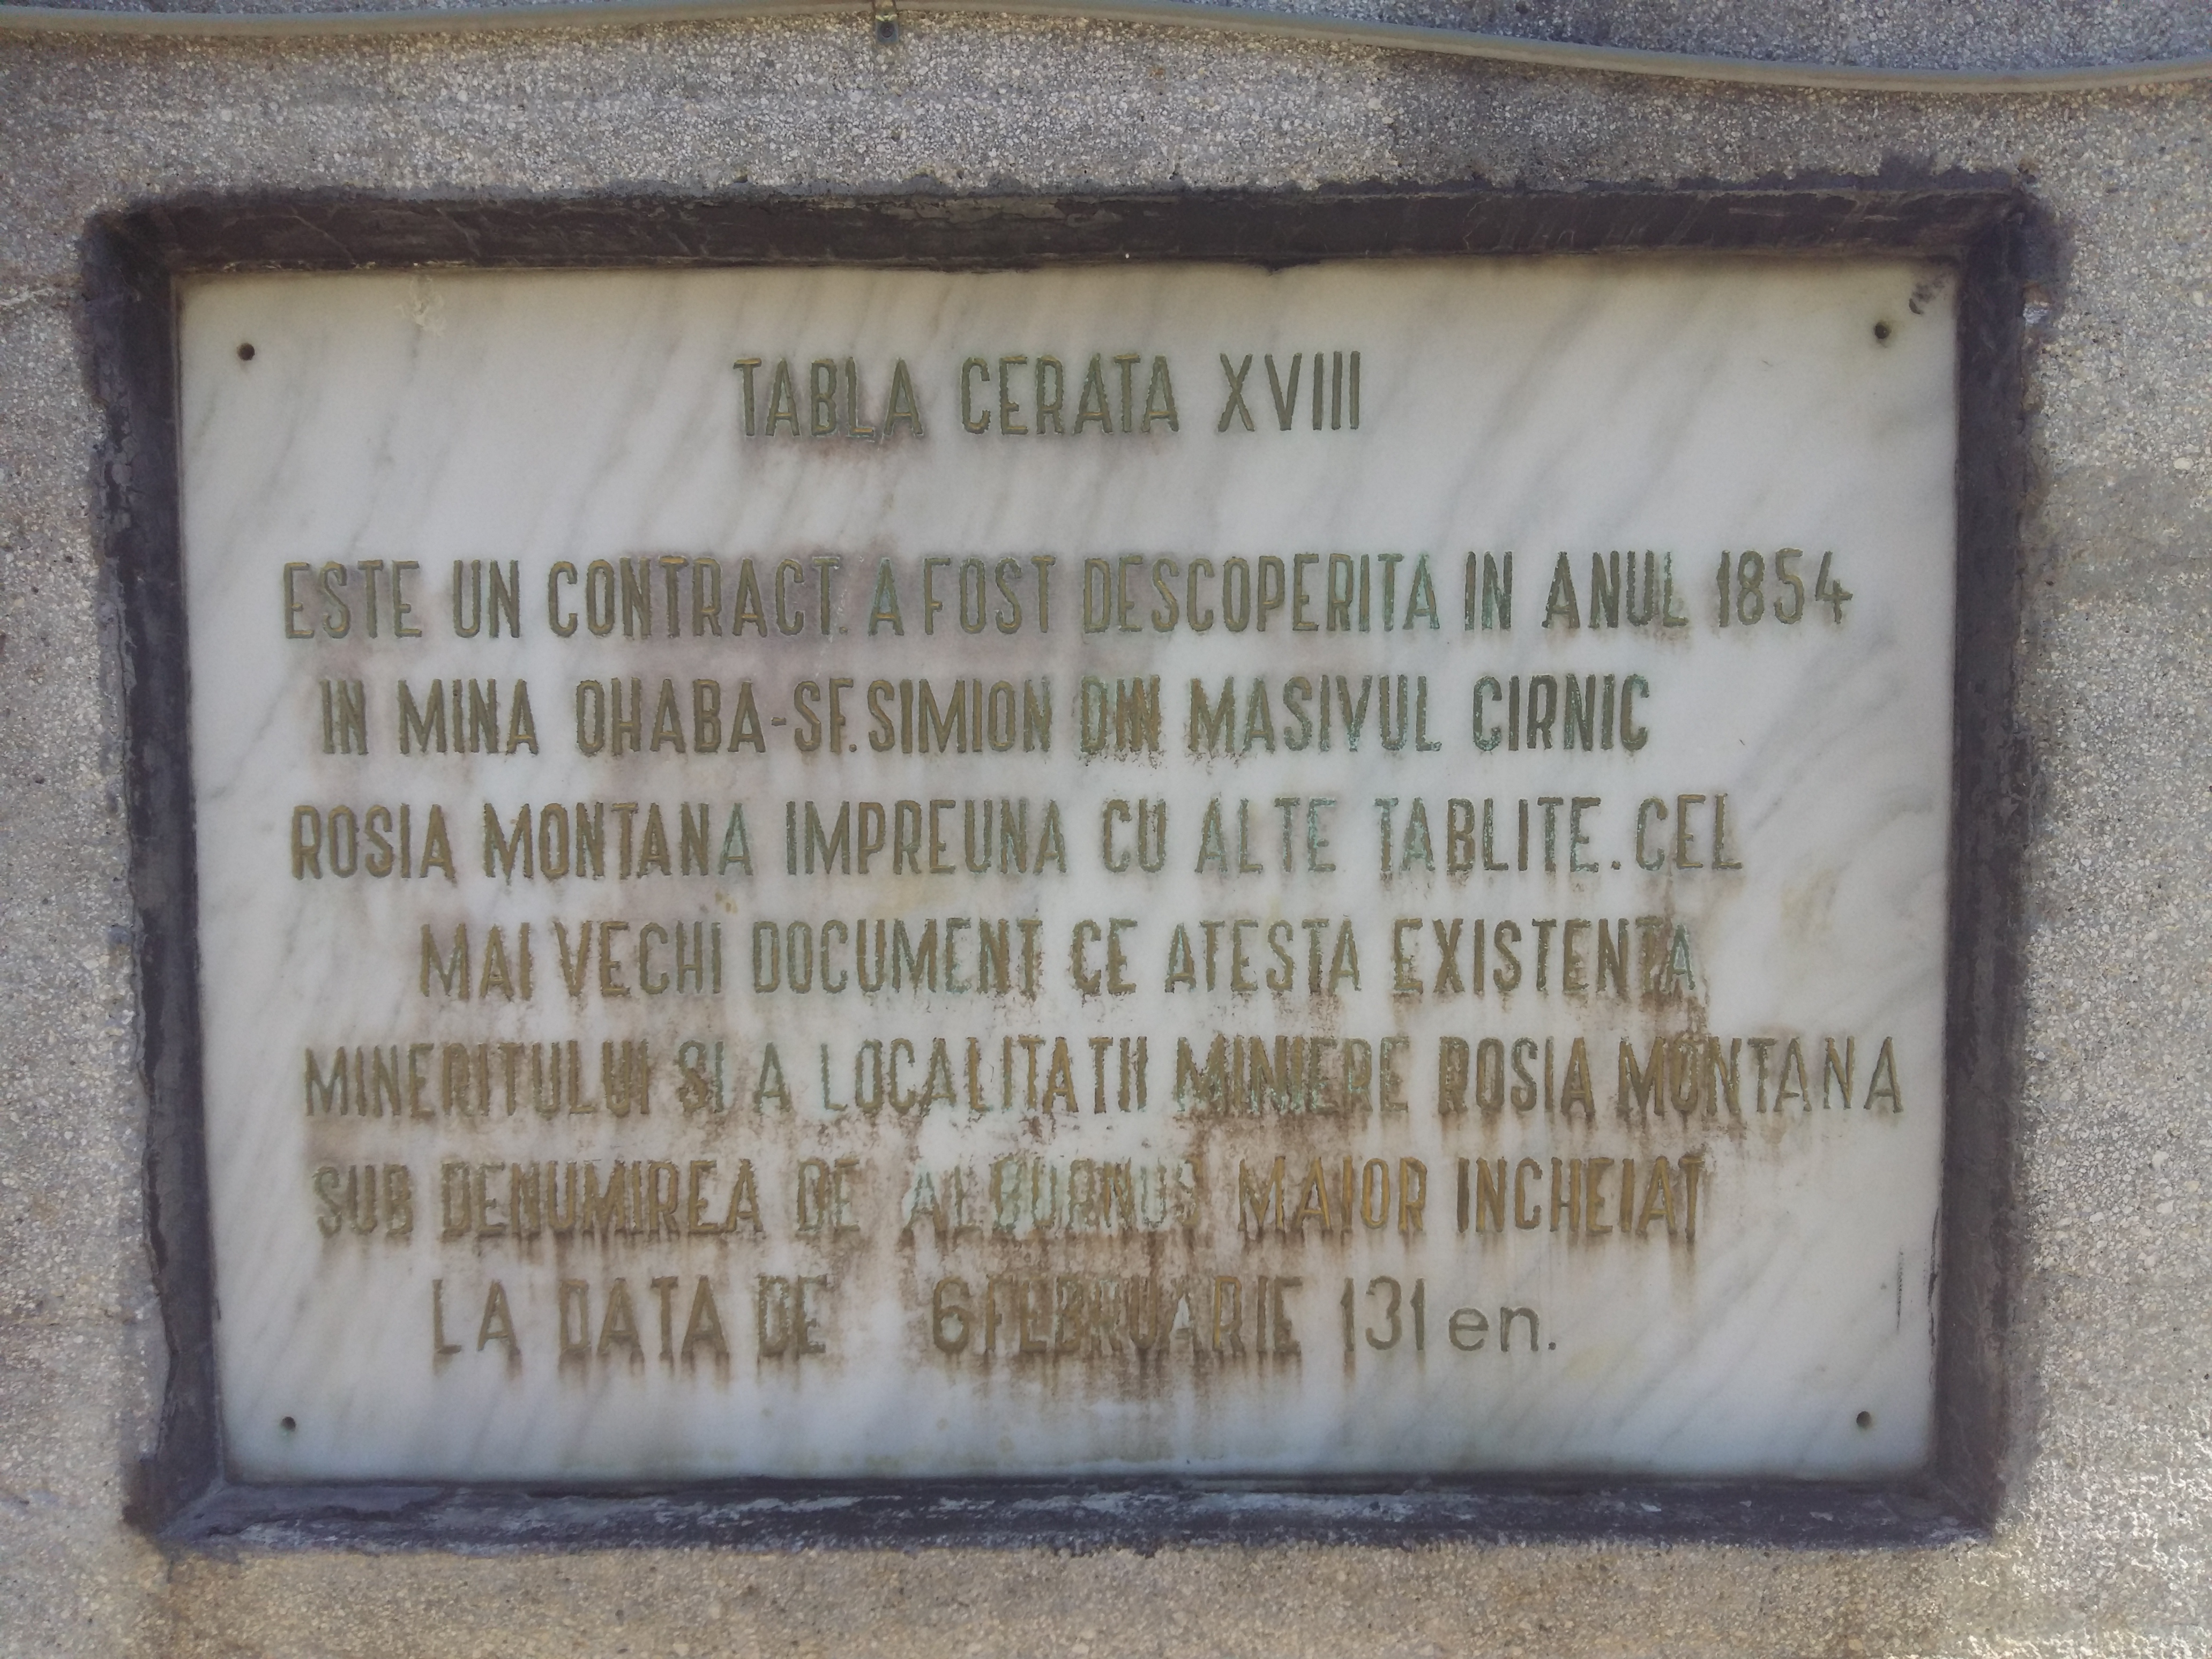 TABLA CERATA XVIII
ESTE UN CONTRACT. A FOST DESCOPERITA IN ANUL 1854
IN MINA OHABA-SF.SIMION DIN MASIVUL CIRNIC
ROSIA MONTANA IMPREUNA CU ALTE TABLITE. CEL
MAI VECHI DOCUMENT CE ATESTA EXISTENTA
MINERITULUI SI A LOCALITATII MINIERE ROSIA MONTANA
SUB DENUMIREA DE ALBURNUS MAIOR INCHEIAT
LA DATA DE 6 FEBRUARIE 131 en.